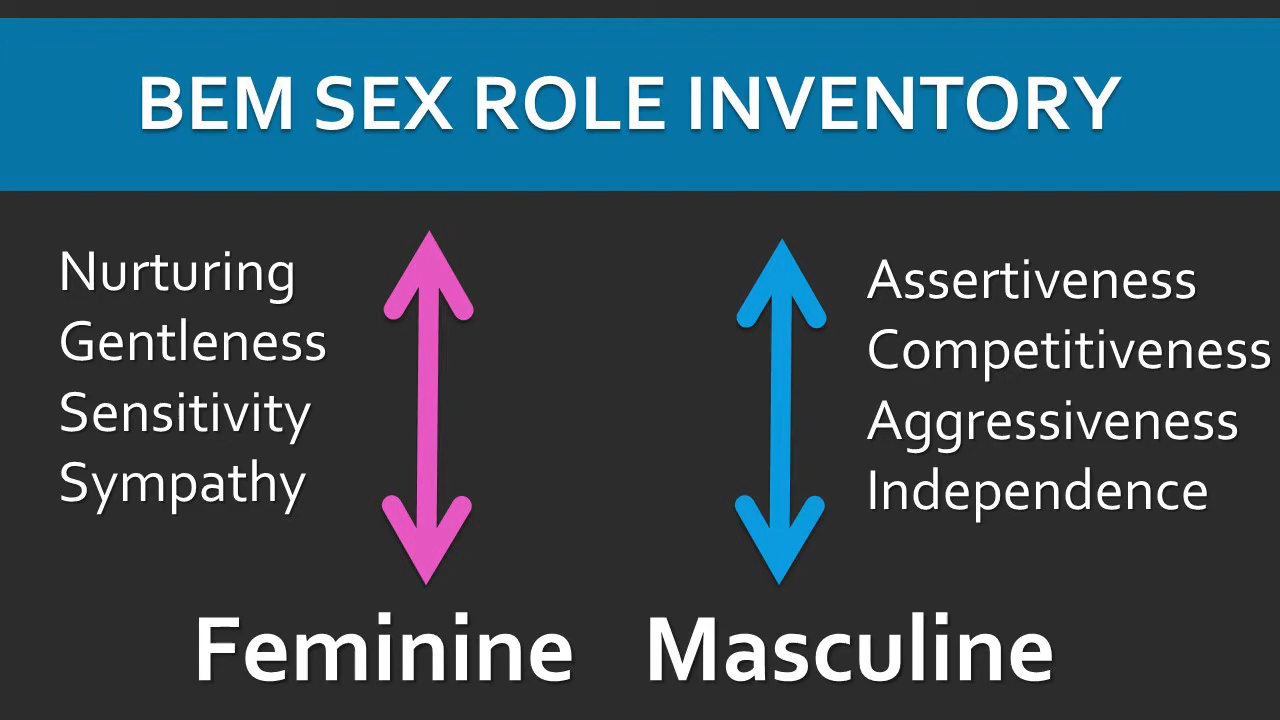 BEM SEX ROLE INVENTORY
Nurturing
Gentleness
Sensitivity
Sympathy
Assertiveness
Competitiveness
Aggressiveness
Independence
Feminine
Masculine